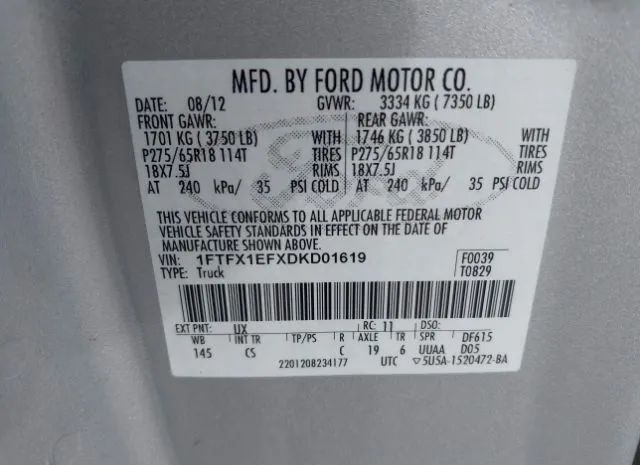 MFD. BY FORD MOTOR CO.
DATE: 08/12 GVWR: 3334 KG ( 7350 LB)
FRONT GAWR: REAR GAWR:
1701 KG ( 3750 LB) WITH 1746 KG ( 3850 LB) WITH
P275/65R18 114T TIRES P275/65R18 114T TIRES
18X7.5J RIMS 18X7.5J RIMS
AT 240 kPa/ 35 PSI COLD AT 240 kPa/ 35 PSI COLD
THIS VEHICLE CONFORMS TO ALL APPLICABLE FEDERAL MOTOR
VEHICLE SAFETY STANDARDS IN EFFECT ON THE DATE OF
MANUFACTURE SHOWN ABOVE.
VIN: 1FTFX1EFXDKD01619 F0039
TYPE: Truck T0829
EXT PNT: UX RC: 11 DSO:
WB INT TR TP/PS R AXLE TR SPR DF615
145 CS C 19 6 UUAA D05
2201208234177 UTC ▽5U5A-1520472-BA